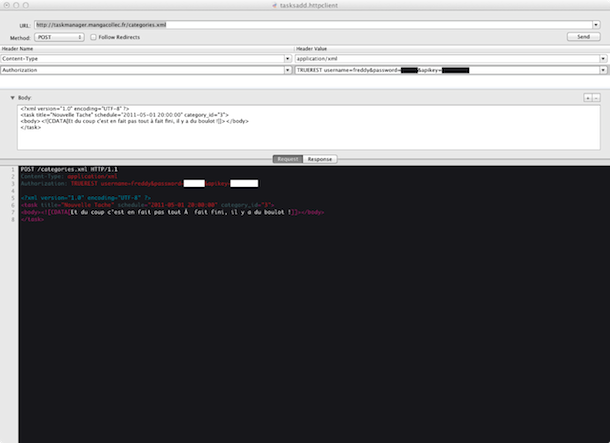 tasksadd.httpclient
URL: http://taskmanager.mangacollec.fr/categories.xml
Method: POST Follow Redirects Send
Header Name Header Value
Content-Type application/xml
Authorization TRUEREST username=freddy&password= &apikey=
Body:
<?xml version="1.0" encoding="UTF-8" ?>
<task title="Nouvelle Tache" schedule="2011-05-01 20:00:00" category_id="3">
<body><![CDATA[Et du coup c'est en fait pas tout à fait fini, il y a du boulot !]]></body>
</task>
Request Response
1 POST /categories.xml HTTP/1.1
2 Content-Type: application/xml
3 Authorization: TRUEREST username=freddy&password= &apikey=
4
5 <?xml version="1.0" encoding="UTF-8" ?>
6 <task title="Nouvelle Tache" schedule="2011-05-01 20:00:00" category_id="3">
7 <body><![CDATA[Et du coup c'est en fait pas tout Ã fait fini, il y a du boulot !]]></body>
8 </task>